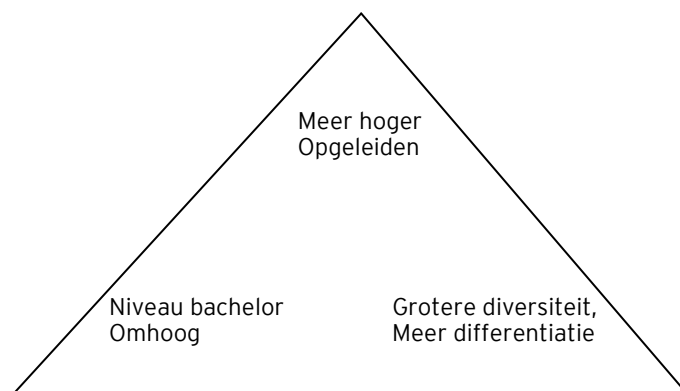 Meer hoger
Opgeleiden
Niveau bachelor
Omhoog
Grotere diversiteit,
Meer differentiatie